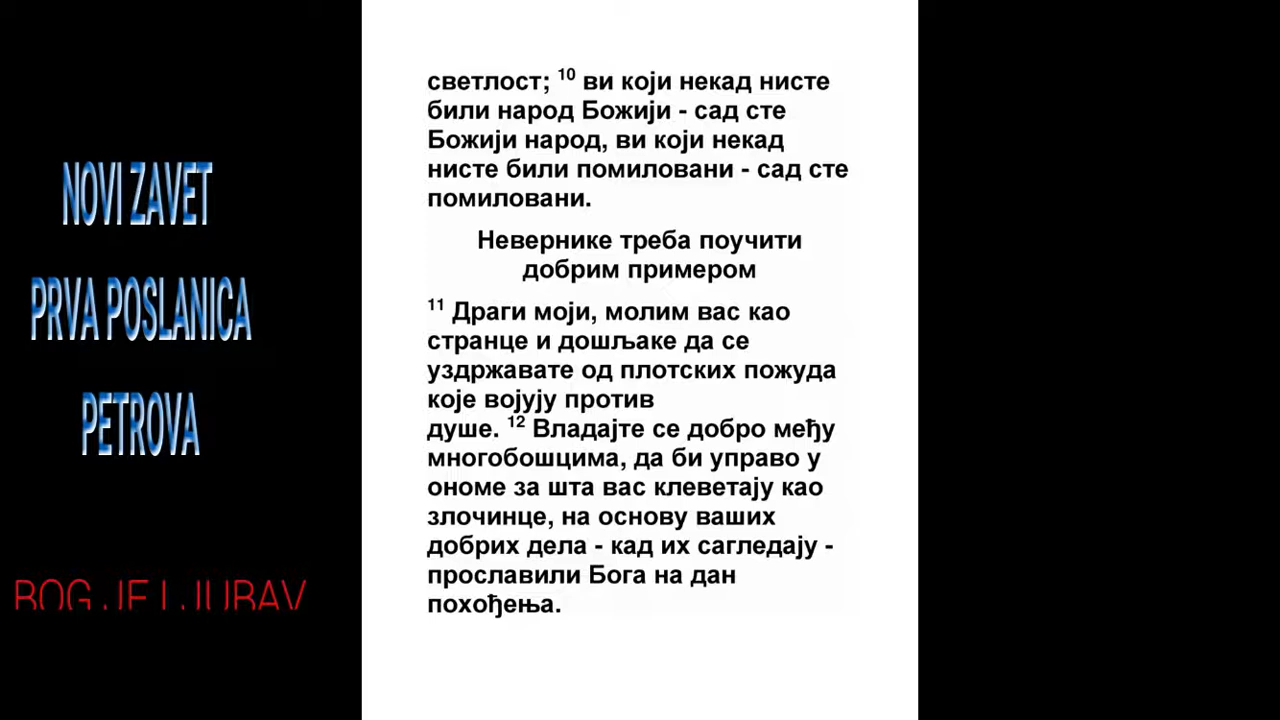 NOVI ZAVET
PRVA POSLANICA
PETROVA
BOG JE LJUBAV
светлост; 10 ви који некад нисте
били народ Божији - сад сте
Божији народ, ви који некад
нисте били помиловани - сад сте
помиловани.
Невернике треба поучити
добрим примером
11 Драги моји, молим вас као
странце и дошљаке да се
уздржавате од плотских пожуда
које војују против
душе. 12 Владајте се добро међу
многобошцима, да би управо у
ономе за шта вас клеветају као
злочинце, на основу ваших
добрих дела - кад их сагледају -
прославили Бога на дан
похођења.